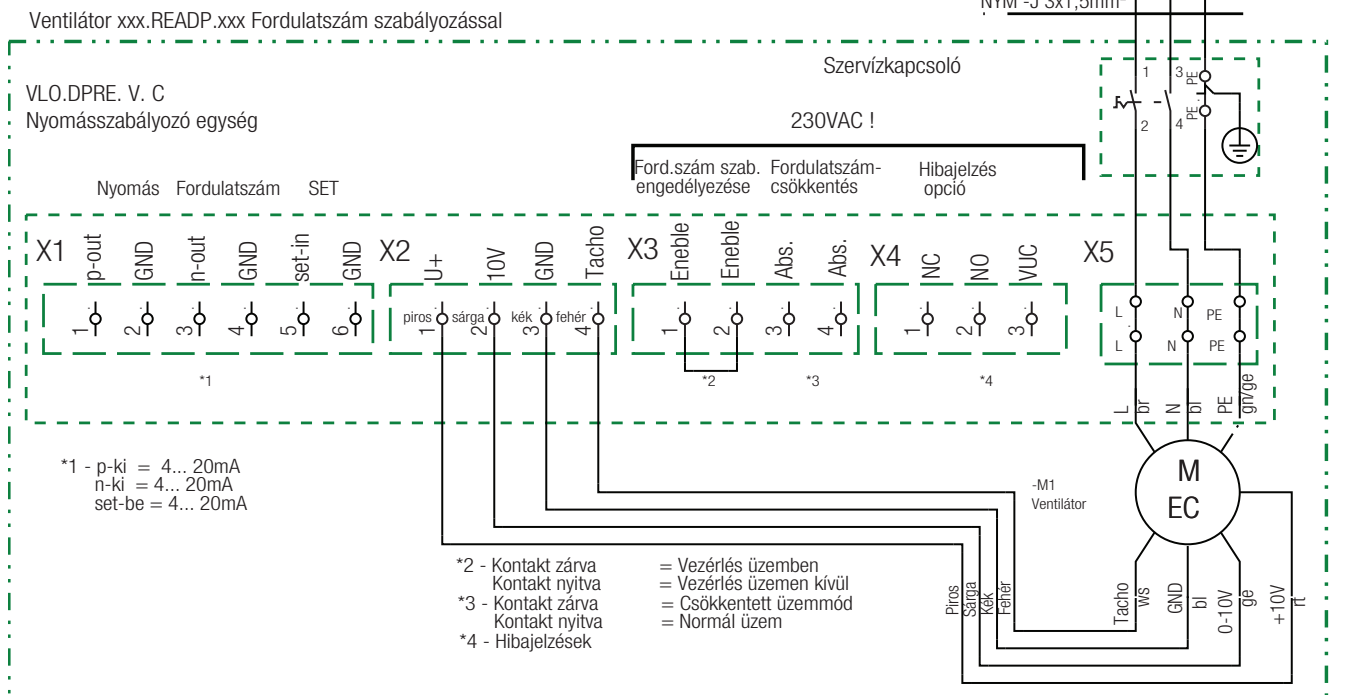 NYM -J 3x1,5mm²
Ventilátor xxx.READP.xxx Fordulatszám szabályozással
Szervízkapcsoló
1 3 PE
2 4 PE
VLO.DPRE. V. C
Nyomásszabályozó egység
230VAC !
Nyomás Fordulatszám SET
Ford.szám szab. engedélyezése
Fordulatszám-csökkentés
Hibajelzés opció
X1 p-out GND n-out GND set-in GND
X2 U+ 10V GND Tacho
X3 Eneble Eneble Abs. Abs.
X4 NC NO VUC
X5
1 2 3 4 5 6
piros 1 sárga 2 kék 3 fehér 4
1 2 3 4
1 2 3
L N PE
L N PE
*1 *2 *3 *4
L br N bl PE gn/ge
*1 - p-ki = 4... 20mA
n-ki = 4... 20mA
set-be = 4... 20mA
-M1
Ventilátor
M
EC
*2 - Kontakt zárva = Vezérlés üzemben
Kontakt nyitva = Vezérlés üzemen kívül
*3 - Kontakt zárva = Csökkentett üzemmód
Kontakt nyitva = Normál üzem
*4 - Hibajelzések
Piros
Sárga
Kék
Fehér
Tacho ws GND bl 0-10V ge +10V rt